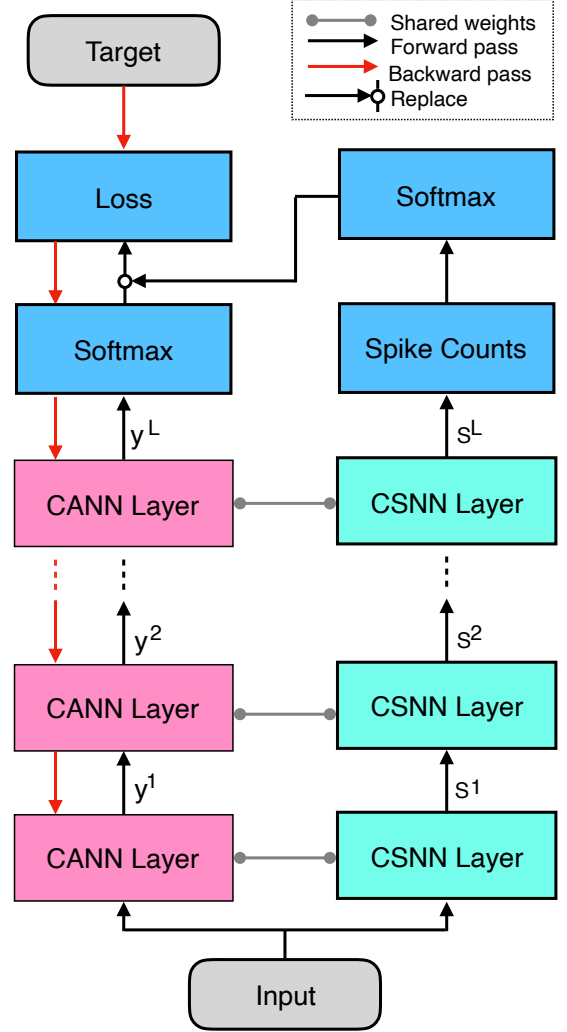 Target
Shared weights
Forward pass
Backward pass
Replace
Loss
Softmax
Softmax
Spike Counts
y^L
S^L
CANN Layer
CSNN Layer
y^2
S^2
CANN Layer
CSNN Layer
y^1
S^1
CANN Layer
CSNN Layer
Input